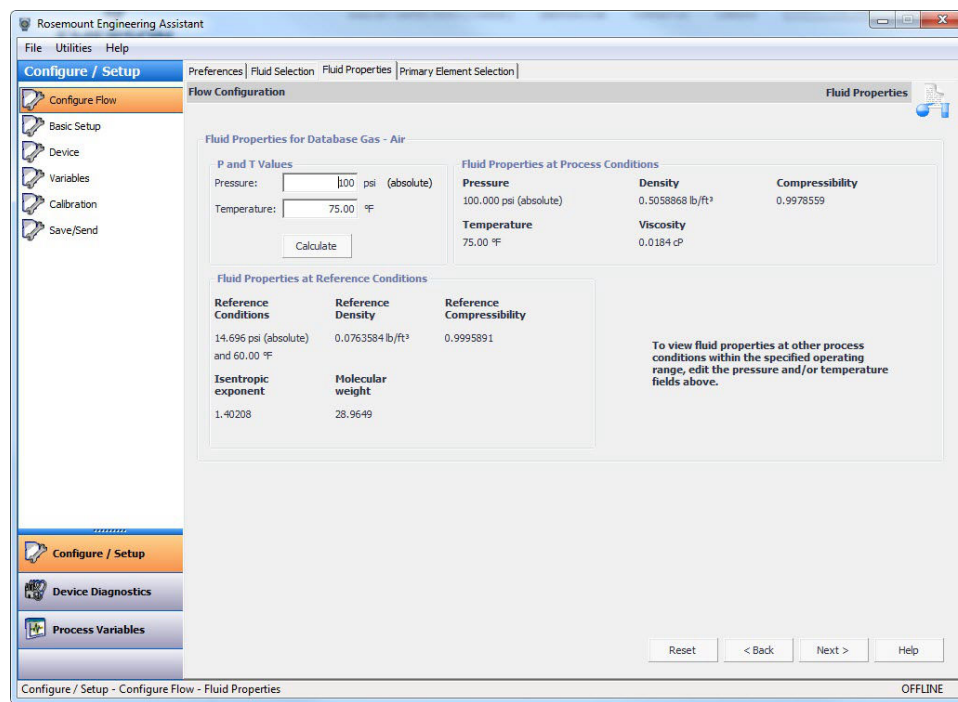 Rosemount Engineering Assistant
File Utilities Help
Configure / Setup
Configure Flow
Basic Setup
Device
Variables
Calibration
Save/Send
Configure / Setup
Device Diagnostics
Process Variables
Preferences Fluid Selection Fluid Properties Primary Element Selection
Flow Configuration Fluid Properties
Fluid Properties for Database Gas - Air
P and T Values
Pressure: 100 psi (absolute)
Temperature: 75.00 °F
Calculate
Fluid Properties at Process Conditions
Pressure Density Compressibility
100.000 psi (absolute) 0.5058868 lb/ft³ 0.9978559
Temperature Viscosity
75.00 °F 0.0184 cP
Fluid Properties at Reference Conditions
Reference Reference Reference
Conditions Density Compressibility
14.696 psi (absolute) 0.0763584 lb/ft³ 0.9995891
and 60.00 °F
Isentropic Molecular
exponent weight
1.40208 28.9649
To view fluid properties at other process
conditions within the specified operating
range, edit the pressure and/or temperature
fields above.
Reset < Back Next > Help
Configure / Setup - Configure Flow - Fluid Properties OFFLINE